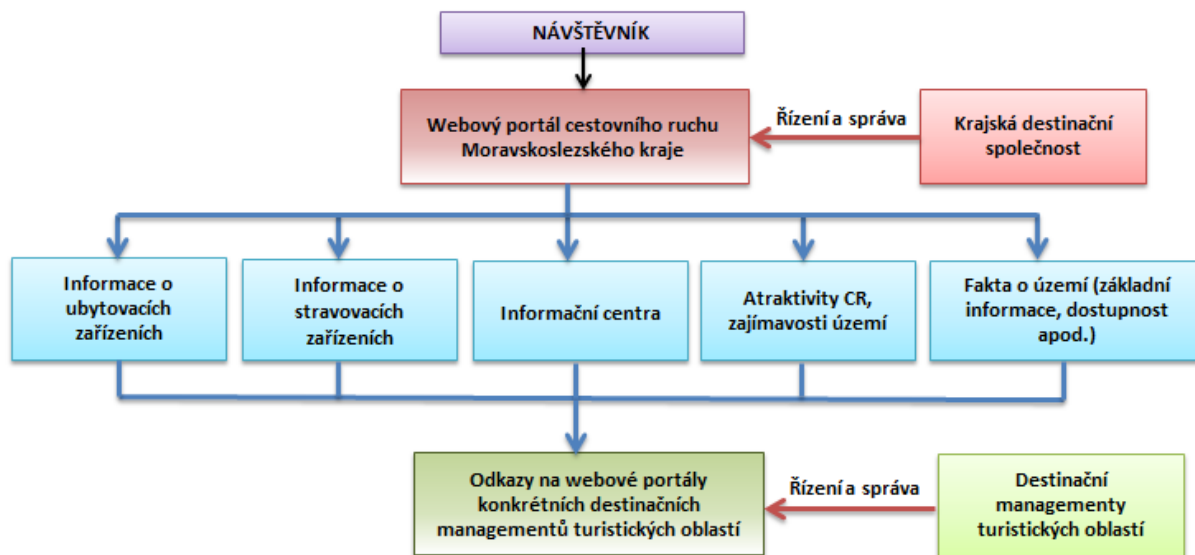 NÁVŠTĚVNÍK
Webový portál cestovního ruchu
Moravskoslezského kraje
Řízení a správa
Krajská destinační
společnost
Informace o
ubytovacích
zařízeních
Informace o
stravovacích
zařízeních
Informační centra
Atraktivity CR,
zajímavosti území
Fakta o území (základní
informace, dostupnost
apod.)
Odkazy na webové portály
konkrétních destinačních
managementů turistických oblastí
Řízení a správa
Destinační
managementy
turistických oblastí